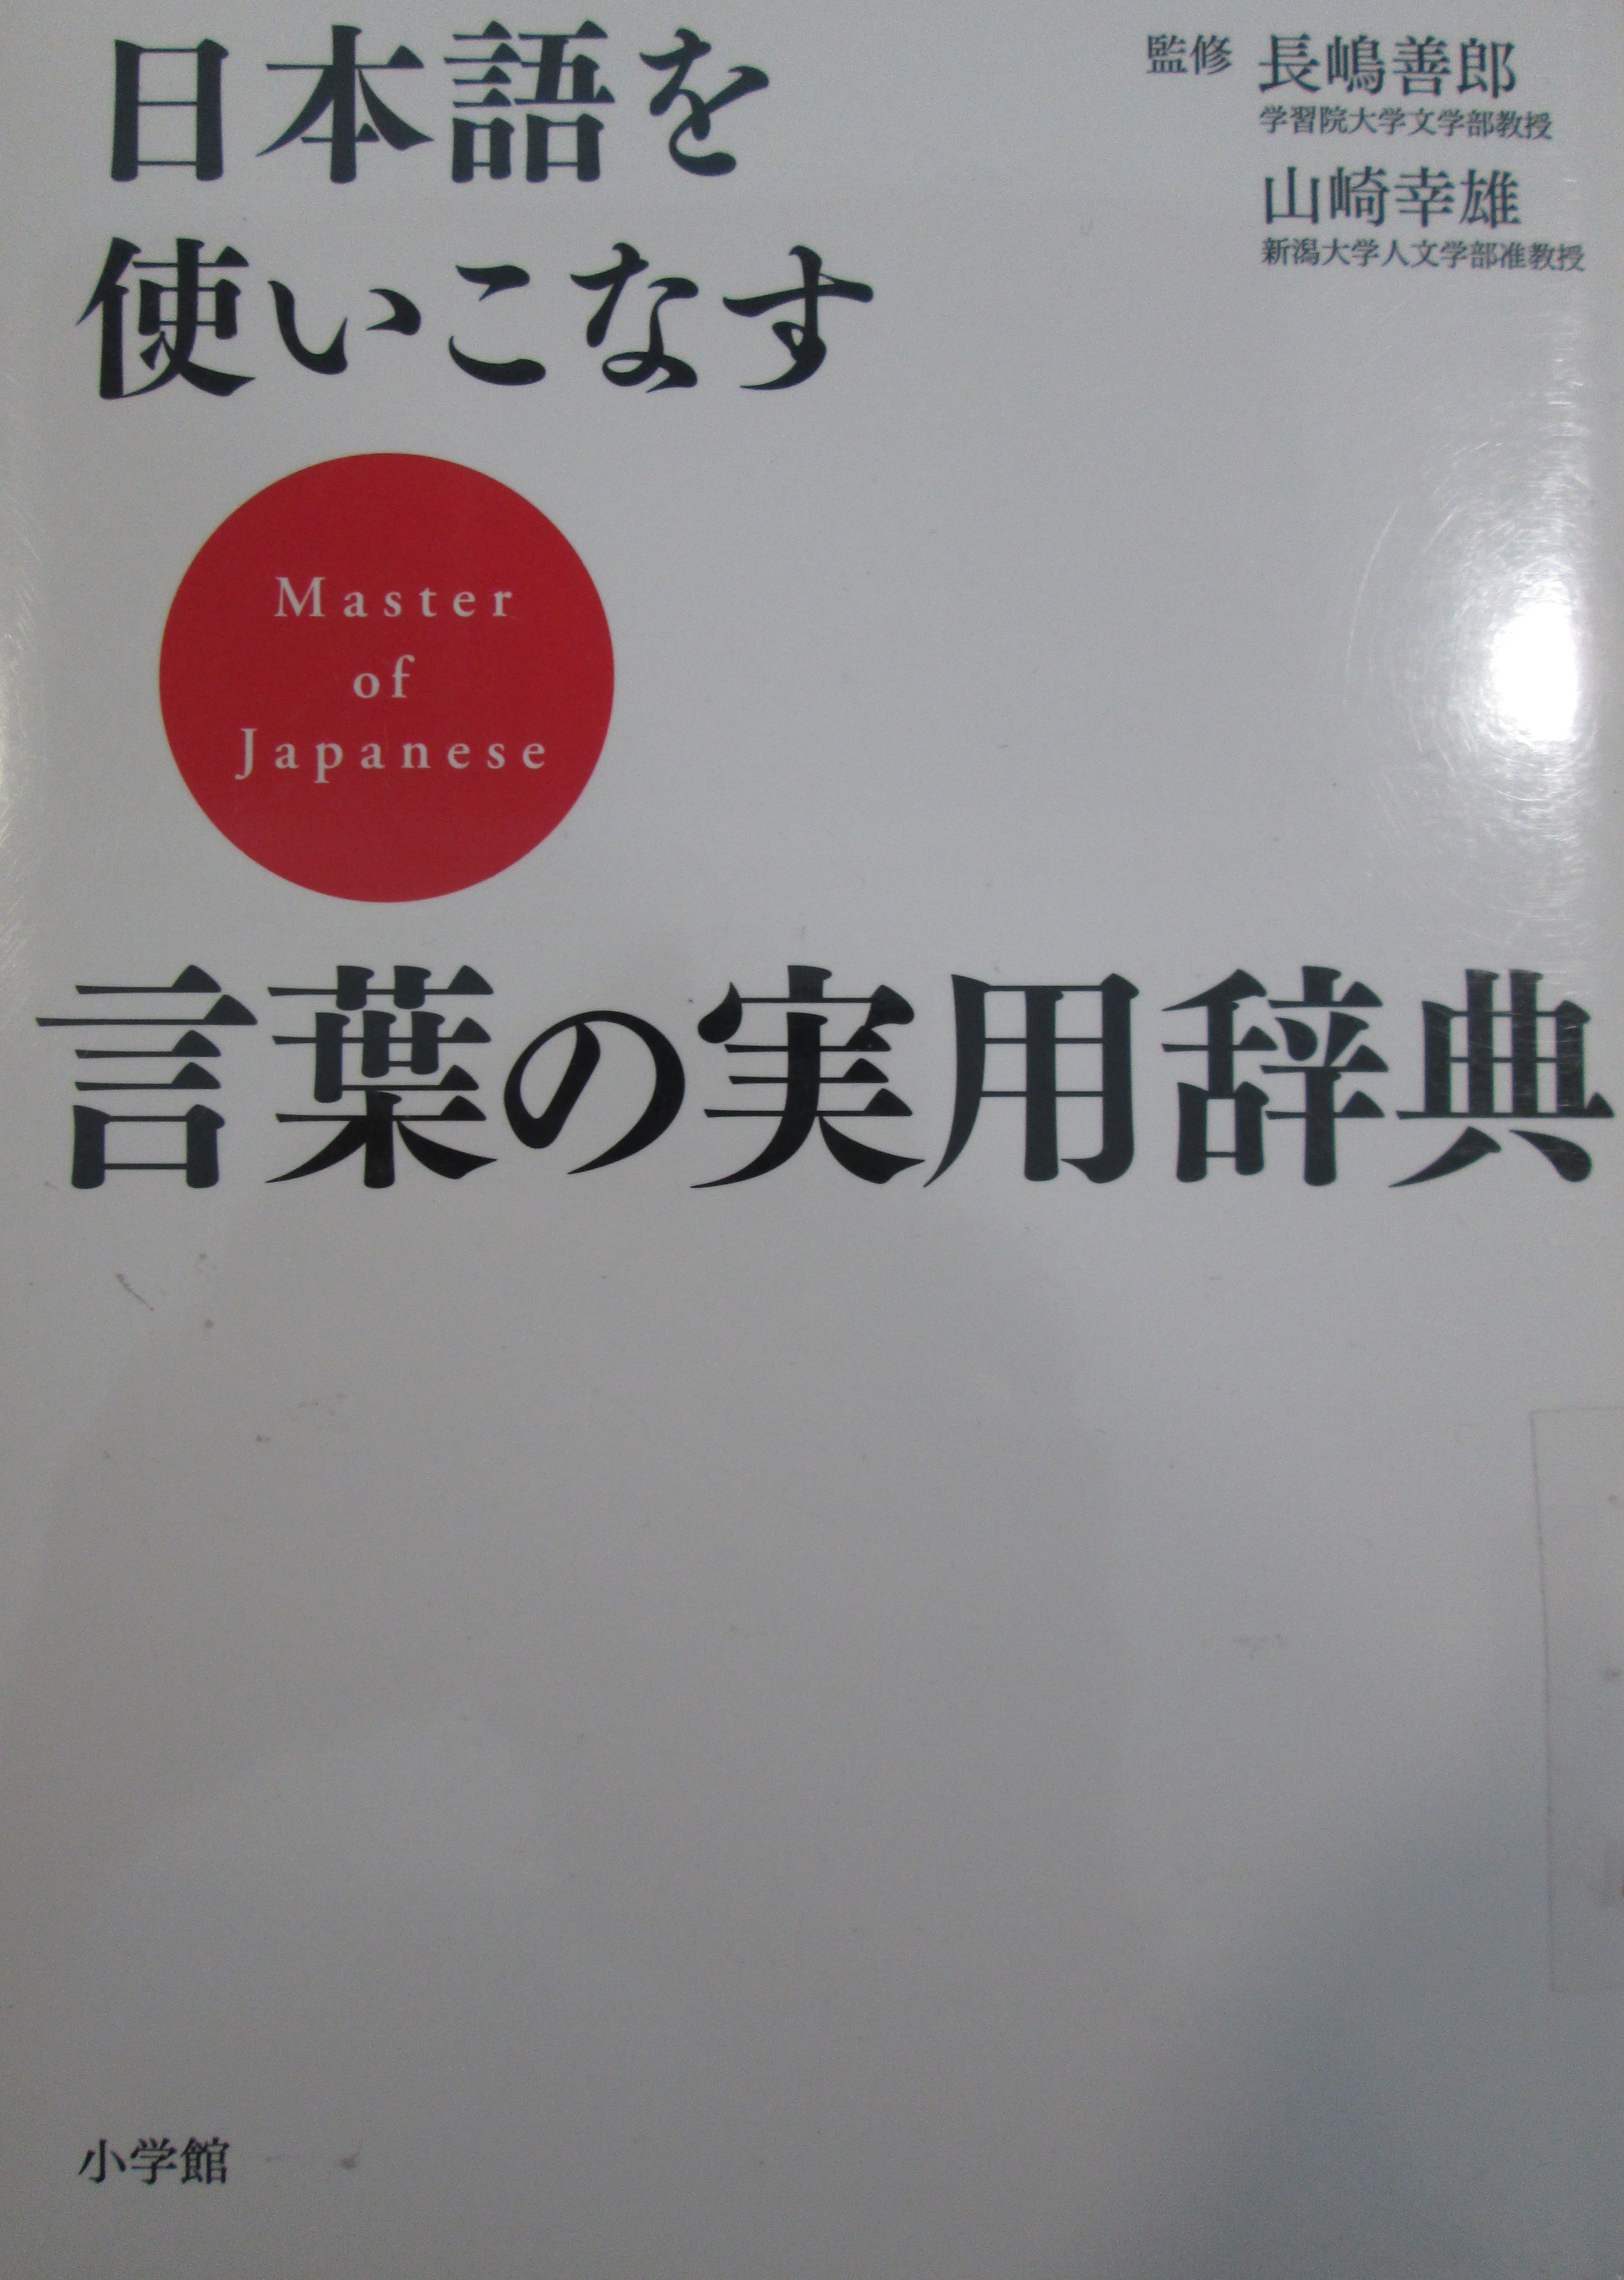 日本語を
使いこなす
監修 長嶋善郎
学習院大学文学部教授
山崎幸雄
新潟大学人文学部准教授
Master
of
Japanese
言葉の実用辞典
小学館